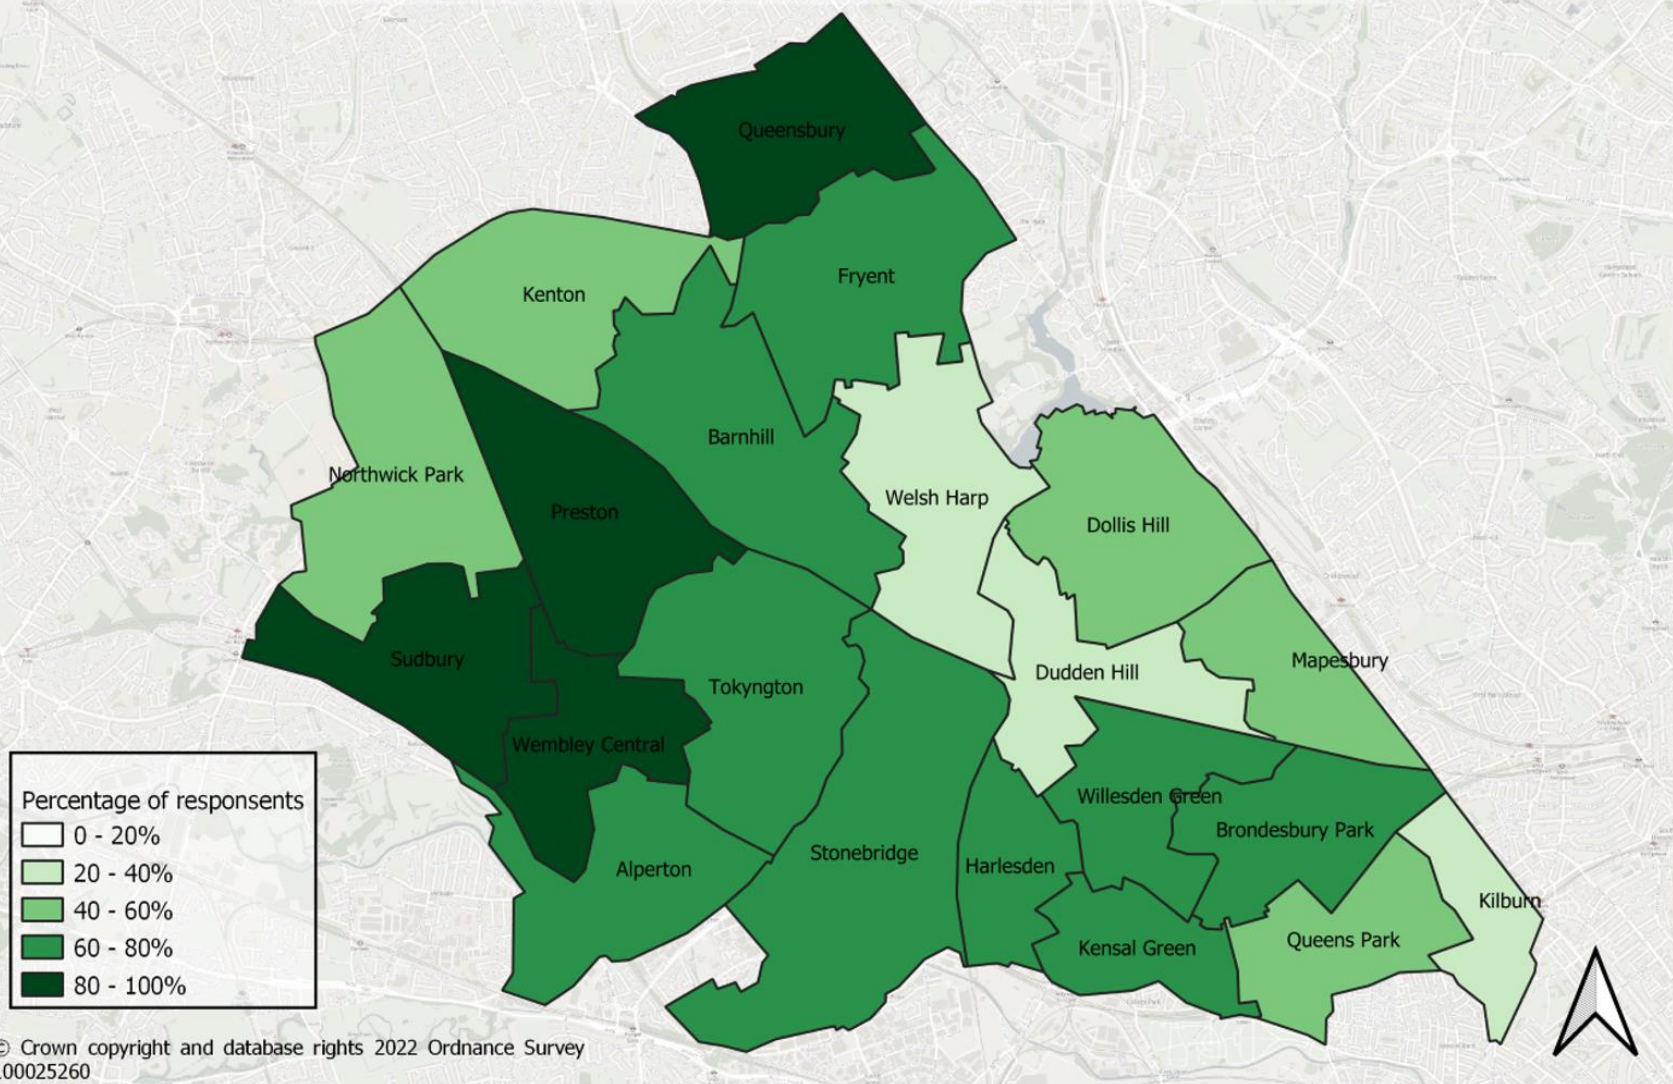 Queensbury
Fryent
Kenton
Barnhill
Northwick Park
Welsh Harp
Preston
Dollis Hill
Sudbury
Mapesbury
Dudden Hill
Tokyngton
Wembley Central
Willesden Green
Brondesbury Park
Stonebridge
Harlesden
Alperton
Kilburn
Queens Park
Kensal Green
Percentage of responsents
0 - 20%
20 - 40%
40 - 60%
60 - 80%
80 - 100%
© Crown copyright and database rights 2022 Ordnance Survey
100025260